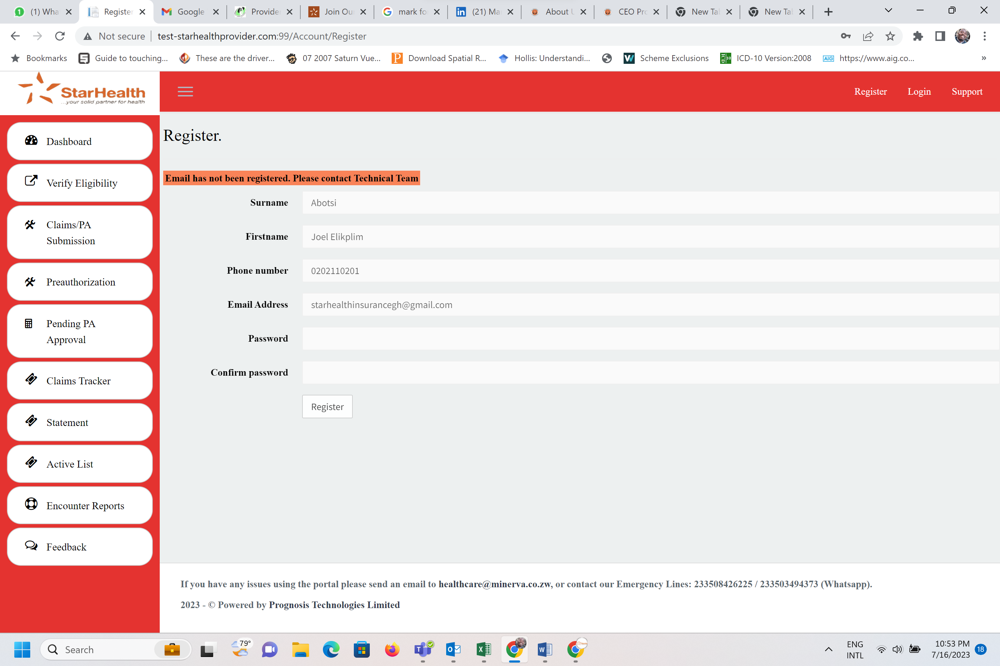 (1) Wha
Register
Google
Provider
Join Our
mark fo
(21) Ma
About U
CEO Pro
New Tab
New Tab
Not secure
test-starhealthprovider.com:99/Account/Register
Bookmarks
Guide to touching...
These are the driver...
07 2007 Saturn Vue...
Download Spatial R...
Hollis: Understandi...
Scheme Exclusions
ICD-10 Version:2008
https://www.aig.co...
StarHealth
...your solid partner for health
Register
Login
Support
Dashboard
Verify Eligibility
Claims/PA
Submission
Preauthorization
Pending PA
Approval
Claims Tracker
Statement
Active List
Encounter Reports
Feedback
Register.
Email has not been registered. Please contact Technical Team
Surname
Abotsi
Firstname
Joel Elikplim
Phone number
0202110201
Email Address
starhealthinsurancegh@gmail.com
Password
Confirm password
Register
If you have any issues using the portal please send an email to healthcare@minerva.co.zw, or contact our Emergency Lines: 233508426225 / 233503494373 (Whatsapp).
2023 - © Powered by Prognosis Technologies Limited
Search
79°
ENG
INTL
10:53 PM
7/16/2023
18